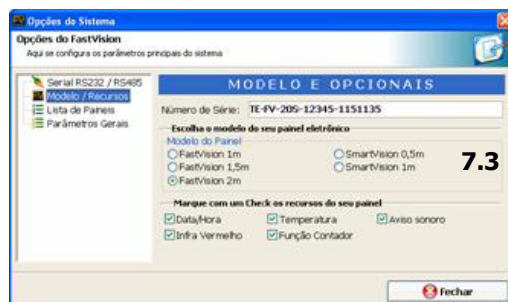 Opções do Sistema
Opções do FastVision
Aqui se configura os parâmetros principais do sistema
Serial RS232 / RS485
Modelo / Recursos
Lista de Paneis
Parâmetros Gerais
MODELO E OPCIONAIS
Número de Série: TE-FV-20S-12345-1151135
Escolha o modelo do seu painel eletrônico
Modelo do Painel
FastVision 1m SmartVision 0,5m
FastVision 1,5m SmartVision 1m
FastVision 2m
7.3
Marque com um Check os recursos do seu painel
Data/Hora Temperatura Aviso sonoro
Infra Vermelho Função Contador
Fechar